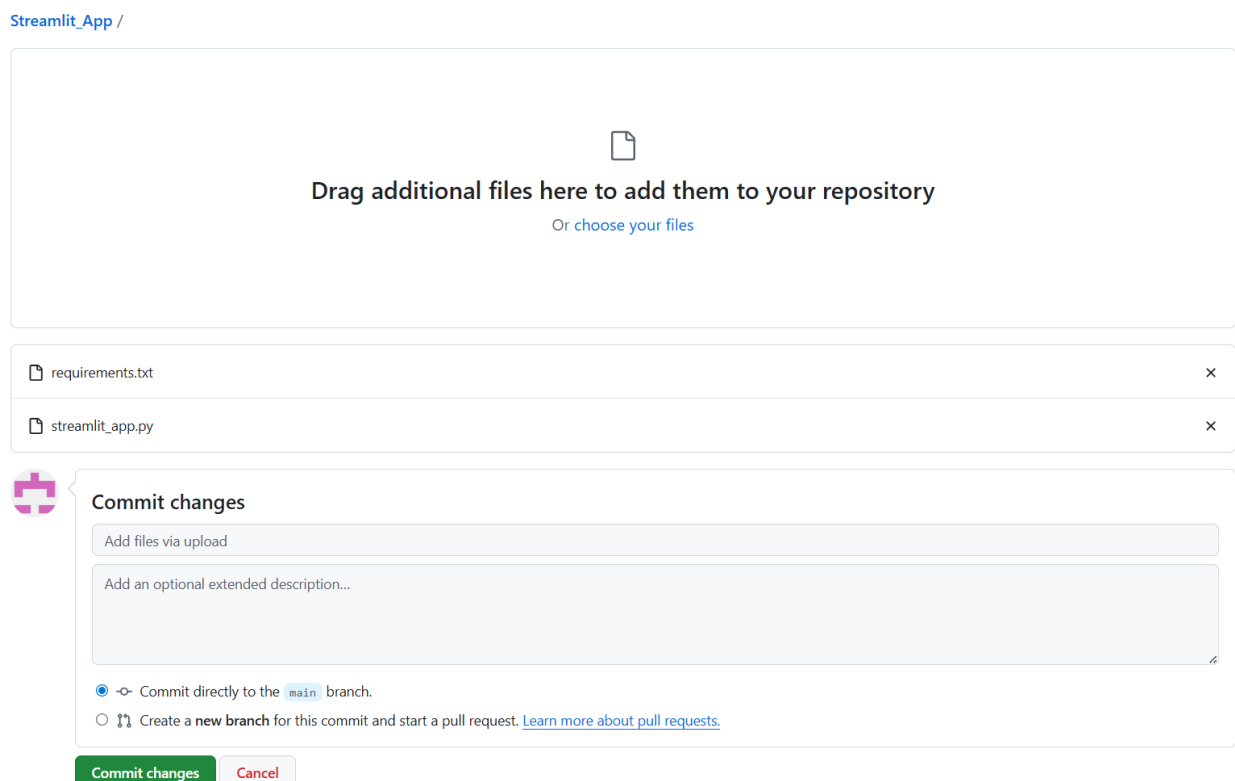 Streamlit_App /
Drag additional files here to add them to your repository
Or choose your files
requirements.txt
streamlit_app.py
Commit changes
Add files via upload
Add an optional extended description...
Commit directly to the main branch.
Create a new branch for this commit and start a pull request. Learn more about pull requests.
Commit changes
Cancel